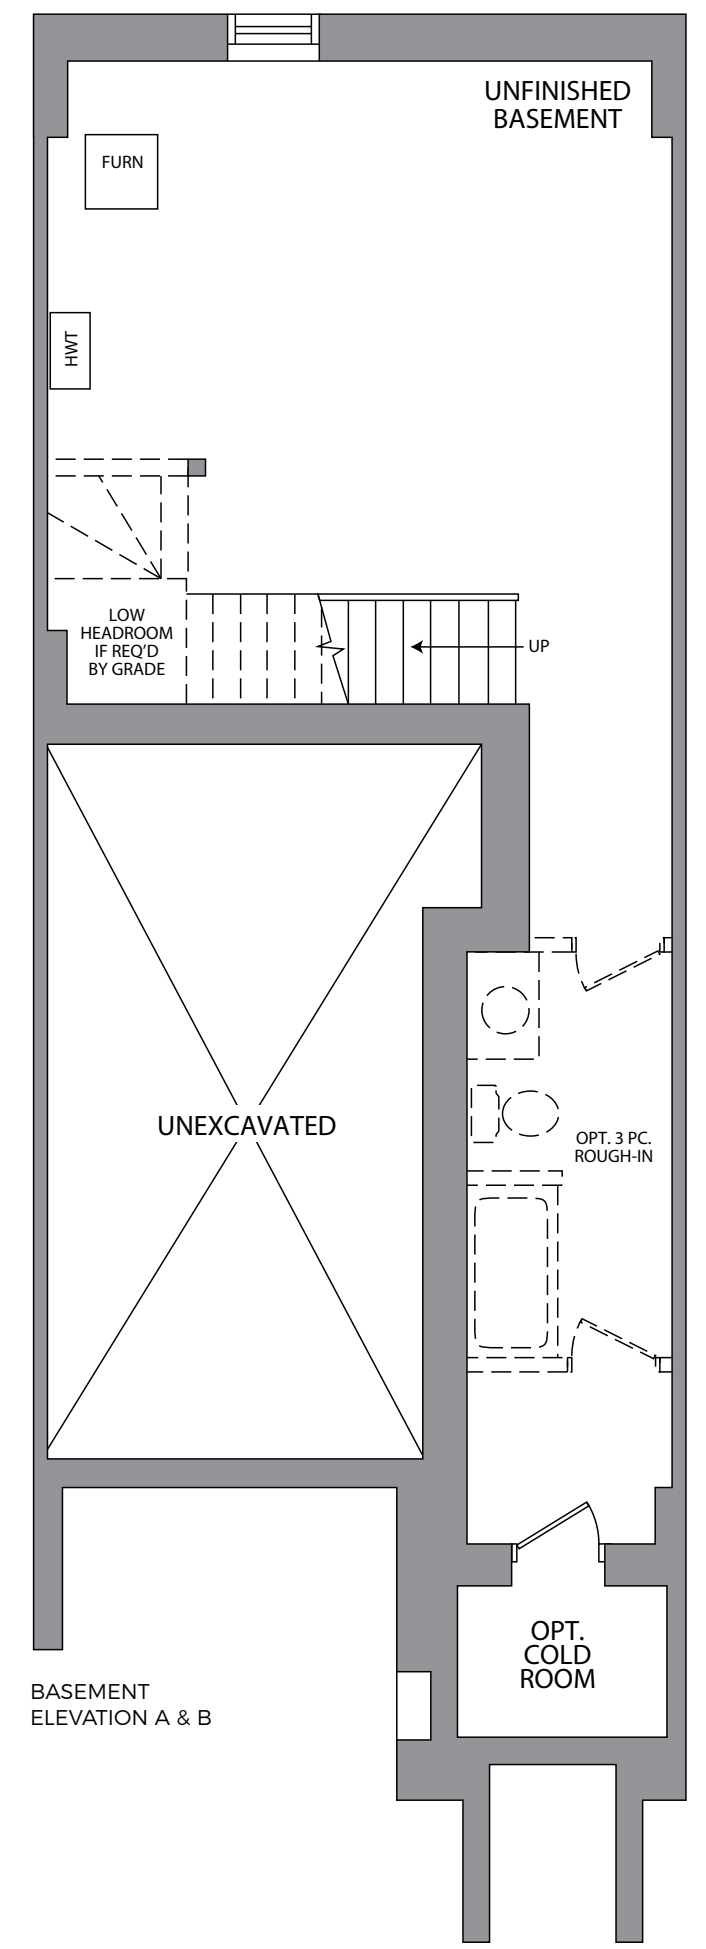 UNFINISHED
BASEMENT
FURN
HWT
LOW
HEADROOM
IF REQ'D
BY GRADE
UP
UNEXCAVATED
OPT. 3 PC.
ROUGH-IN
OPT.
COLD
ROOM
BASEMENT
ELEVATION A & B